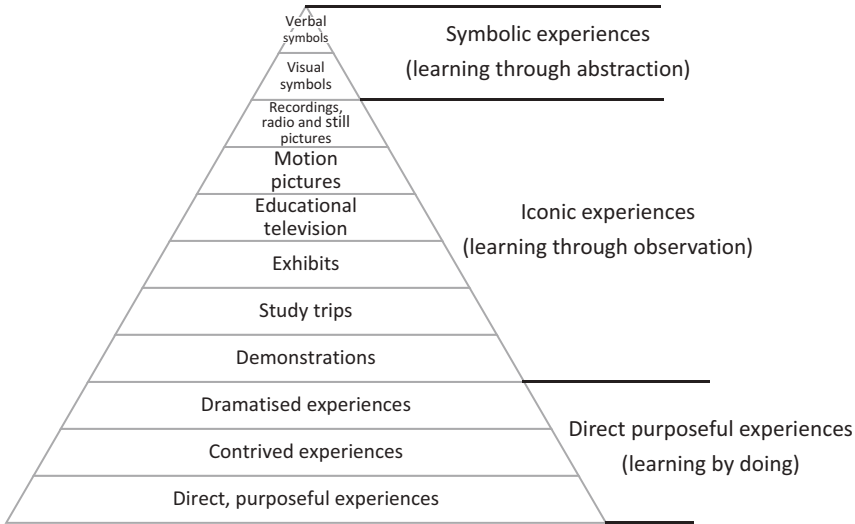 Verbal
symbols
Visual
symbols
Recordings,
radio and still
pictures
Motion
pictures
Educational
television
Exhibits
Study trips
Demonstrations
Dramatised experiences
Contrived experiences
Direct, purposeful experiences
Symbolic experiences
(learning through abstraction)
Iconic experiences
(learning through observation)
Direct purposeful experiences
(learning by doing)